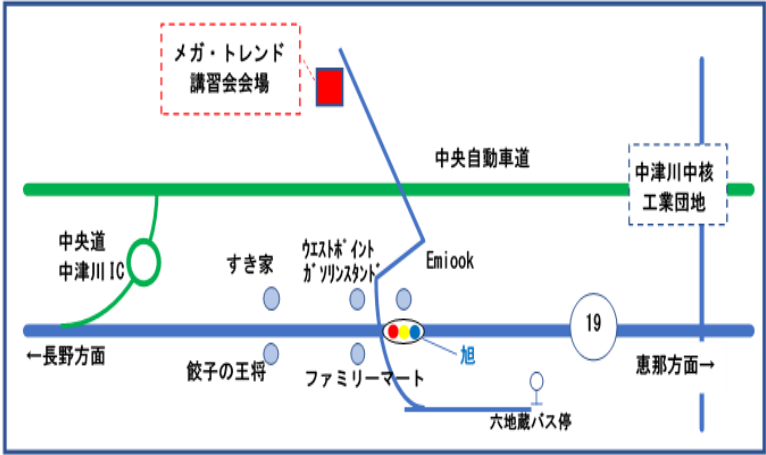 メガ・トレンド
講習会会場
中央自動車道
中津川中核
工業団地
中央道
中津川IC
すき家
ウエストポイント
ガソリンスタンド
Emiook
19
←長野方面
餃子の王将
ファミリーマート
旭
恵那方面→
六地蔵バス停